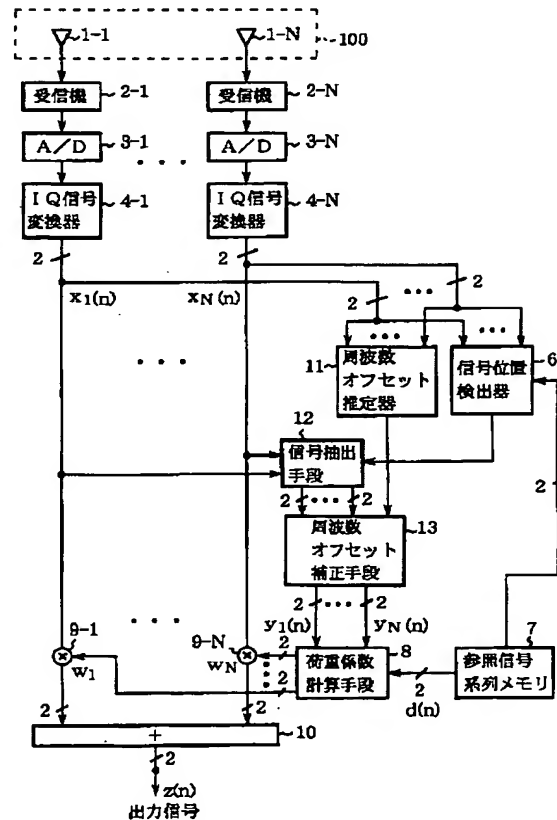 1-1
1-N
100
受信機
2-1
受信機
2-N
A/D
3-1
A/D
3-N
・・・
IQ信号
変換器
4-1
IQ信号
変換器
4-N
2
2
x1(n)
xN(n)
2
・・・
2
・・・
・・・
11
周波数
オフセット
推定器
信号位置
検出器
6
・・・
12
信号抽出
手段
2
・・・
2
2
周波数
オフセット
補正手段
13
2
・・・
2
y1(n)
yN(n)
・・・
9-1
w1
9-N
wN
2
2
荷重係数
計算手段
8
2
d(n)
参照信号
系列メモリ
7
2
2
+
10
2
z(n)
出力信号